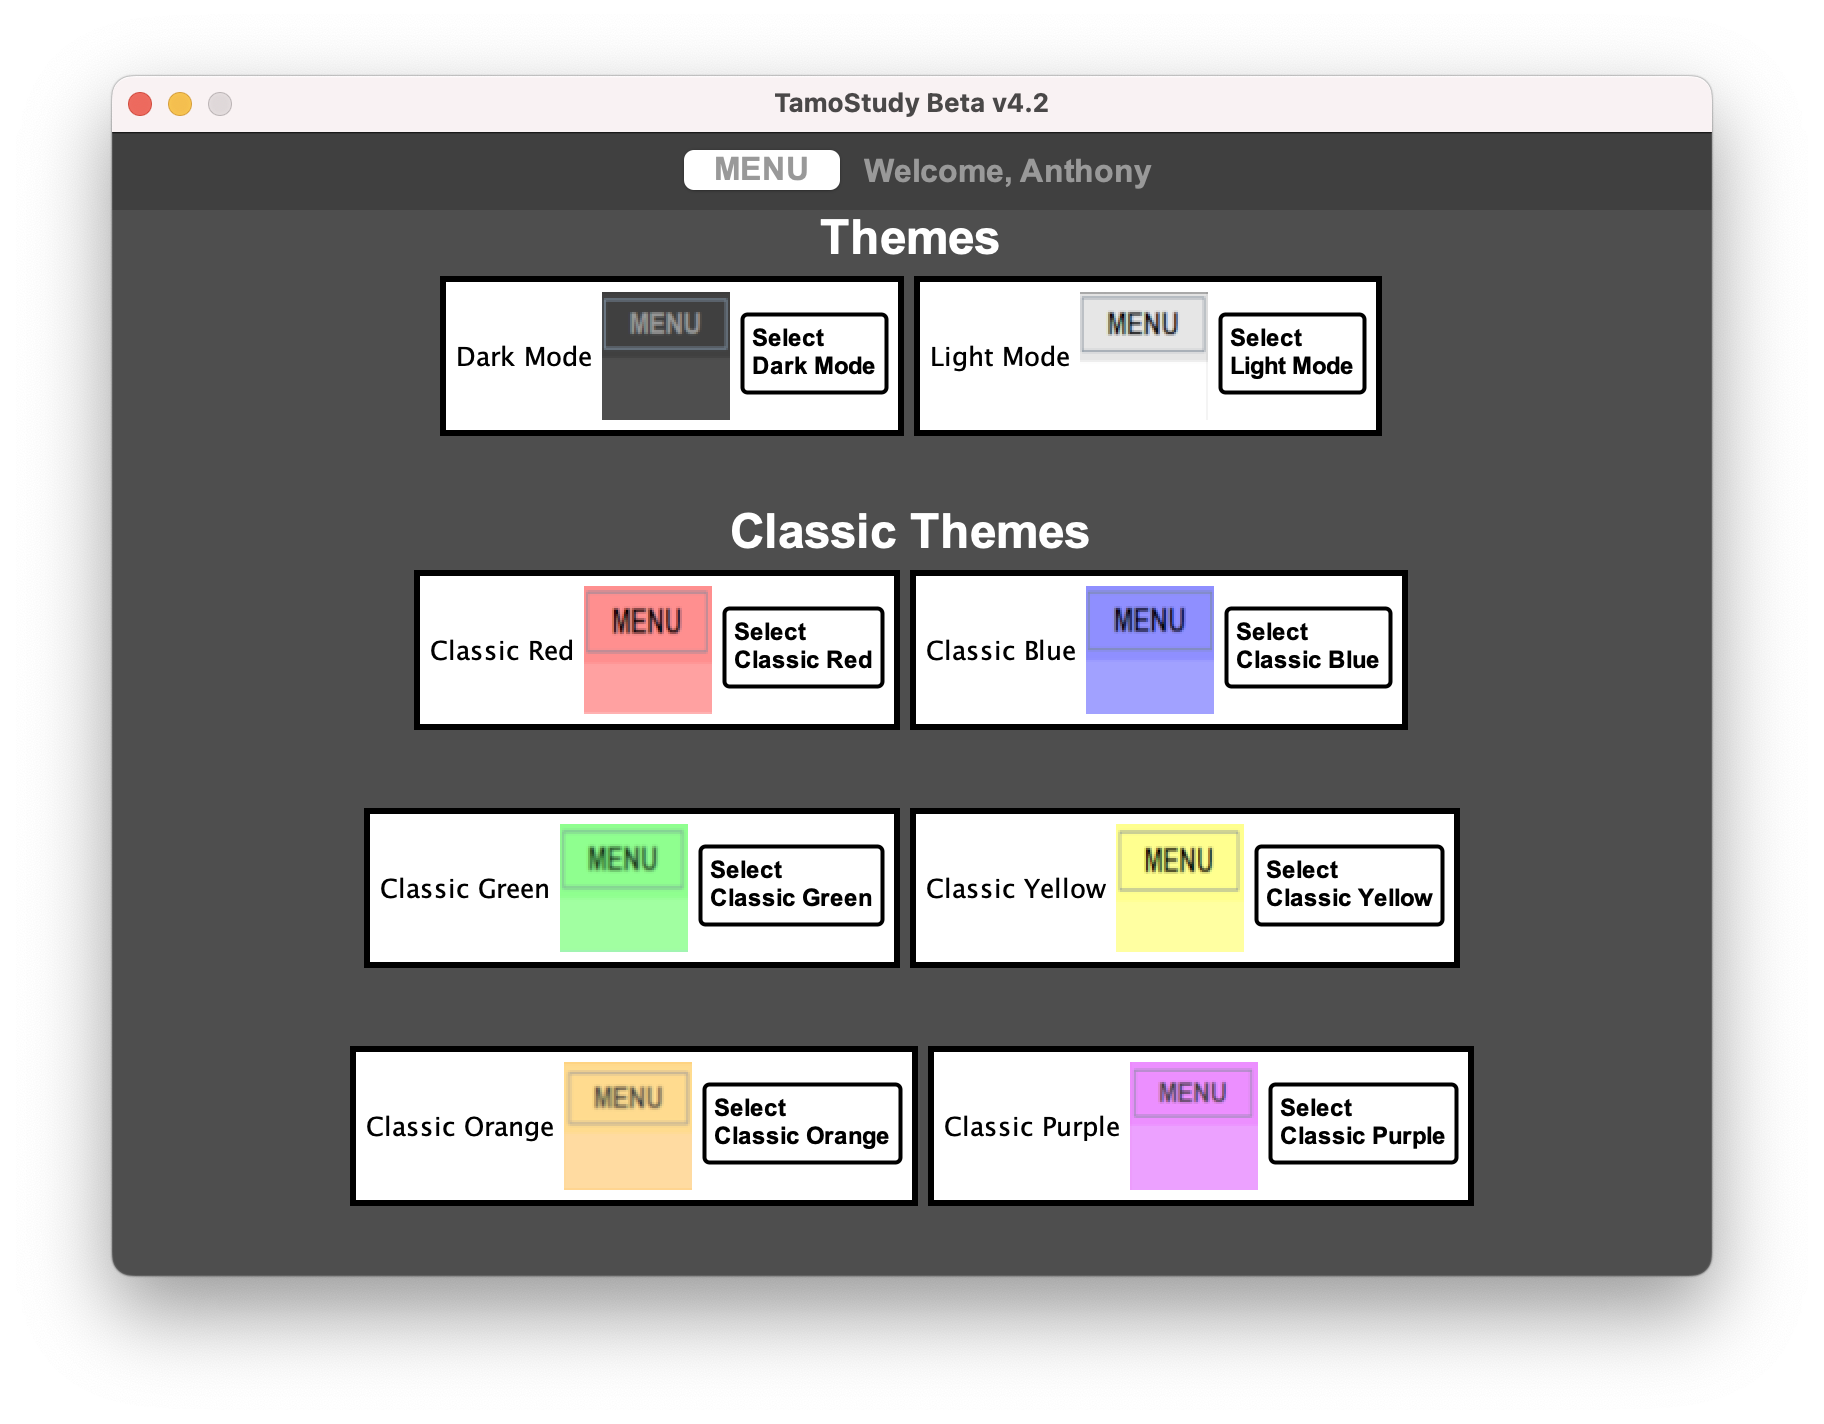 TamoStudy Beta v4.2
MENU Welcome, Anthony
Themes
Dark Mode
MENU
Select
Dark Mode
Light Mode
MENU
Select
Light Mode
Classic Themes
Classic Red
MENU
Select
Classic Red
Classic Blue
MENU
Select
Classic Blue
Classic Green
MENU
Select
Classic Green
Classic Yellow
MENU
Select
Classic Yellow
Classic Orange
MENU
Select
Classic Orange
Classic Purple
MENU
Select
Classic Purple